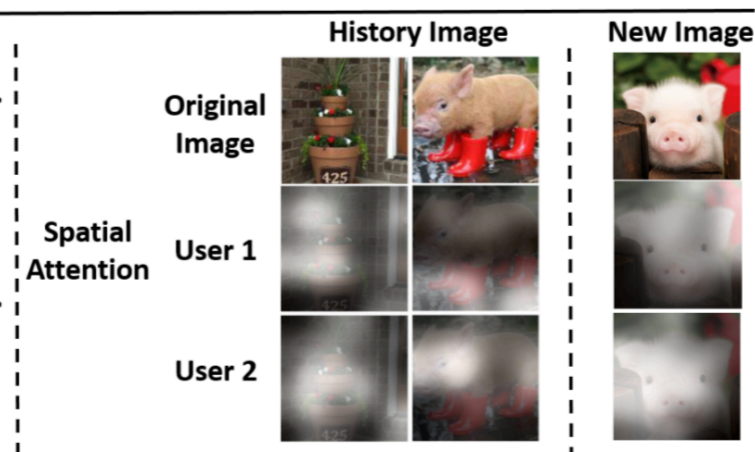 History Image
New Image
Original
Image
425
Spatial
Attention
User 1
425
User 2
425